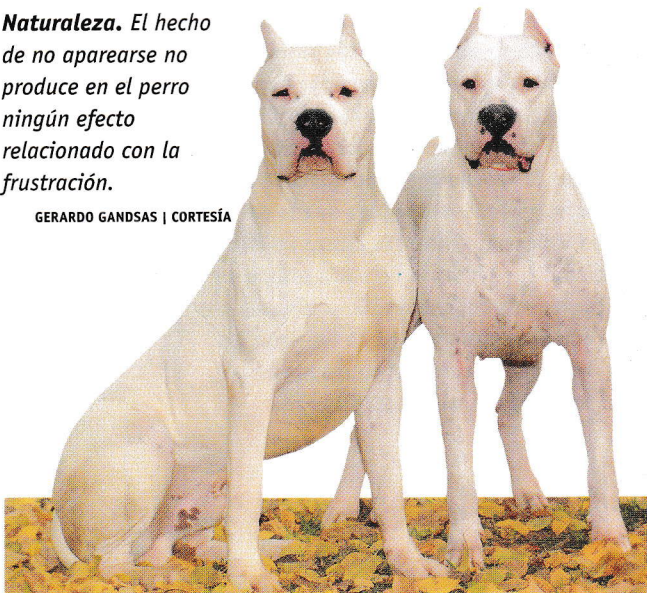 Naturaleza. El hecho
de no aparearse no
produce en el perro
ningún efecto
relacionado con la
frustración.
GERARDO GANDSAS | CORTESÍA